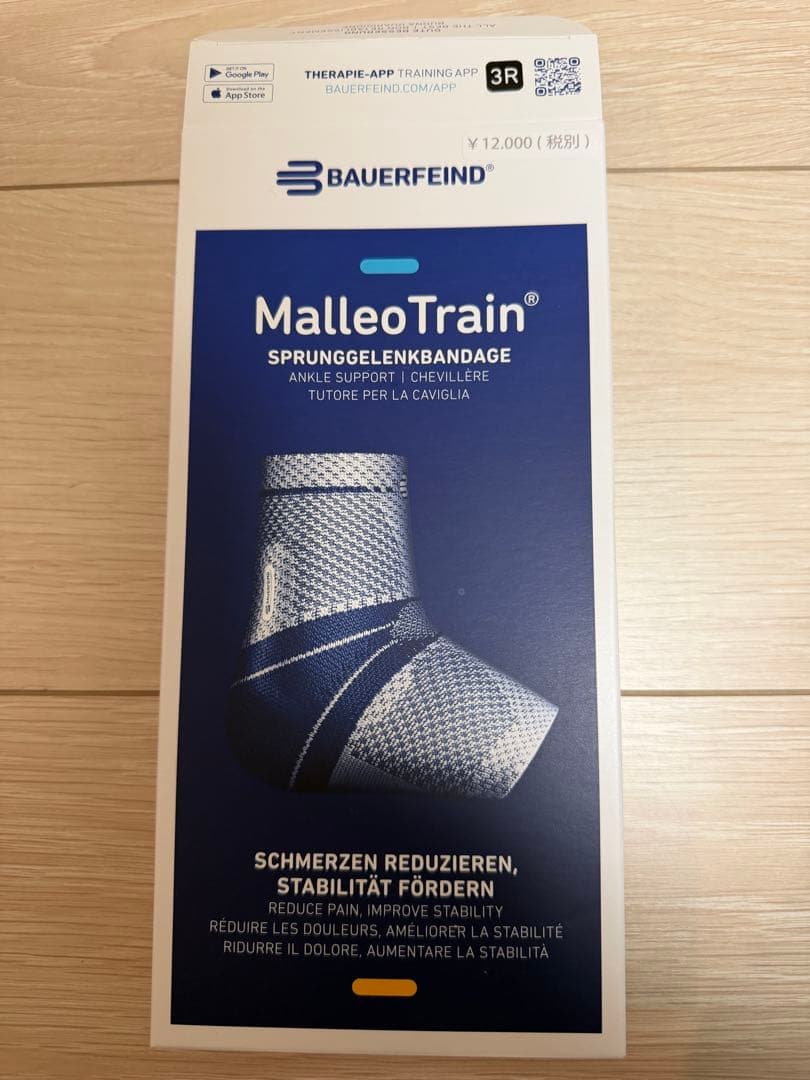 GET IT ON
Google Play
Download on the
App Store
THERAPIE-APP TRAINING APP
BAUERFEIND.COM/APP
3R
¥12.000 (税別)
BAUERFEIND®
MalleoTrain®
SPRUNGGELENKBANDAGE
ANKLE SUPPORT | CHEVILLÈRE
TUTORE PER LA CAVIGLIA
SCHMERZEN REDUZIEREN,
STABILITÄT FÖRDERN
REDUCE PAIN, IMPROVE STABILITY
RÉDUIRE LES DOULEURS, AMÉLIORER LA STABILITÉ
RIDURRE IL DOLORE, AUMENTARE LA STABILITÀ